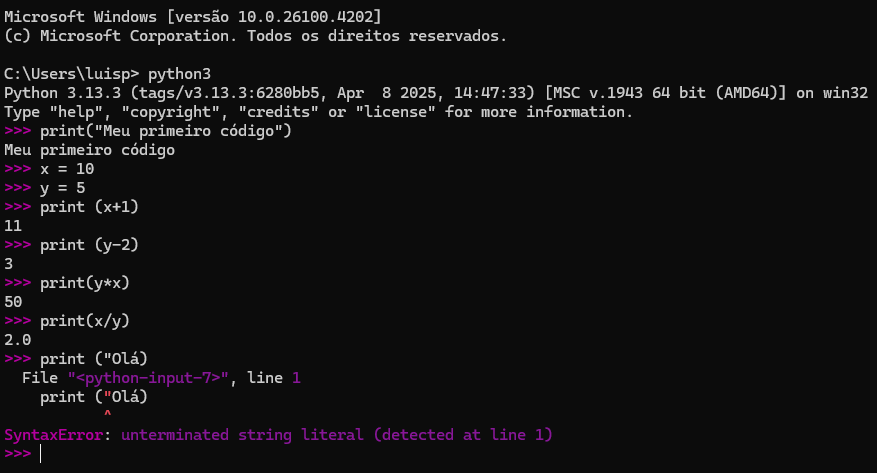 Microsoft Windows [versão 10.0.26100.4202]
(c) Microsoft Corporation. Todos os direitos reservados.
C:\Users\luisp> python3
Python 3.13.3 (tags/v3.13.3:6280bb5, Apr  8 2025, 14:47:33) [MSC v.1943 64 bit (AMD64)] on win32
Type "help", "copyright", "credits" or "license" for more information.
>>> print("Meu primeiro código")
Meu primeiro código
>>> x = 10
>>> y = 5
>>> print (x+1)
11
>>> print (y-2)
3
>>> print(y*x)
50
>>> print(x/y)
2.0
>>> print ("Olá)
  File "<python-input-7>", line 1
    print ("Olá)
           ^
SyntaxError: unterminated string literal (detected at line 1)
>>>